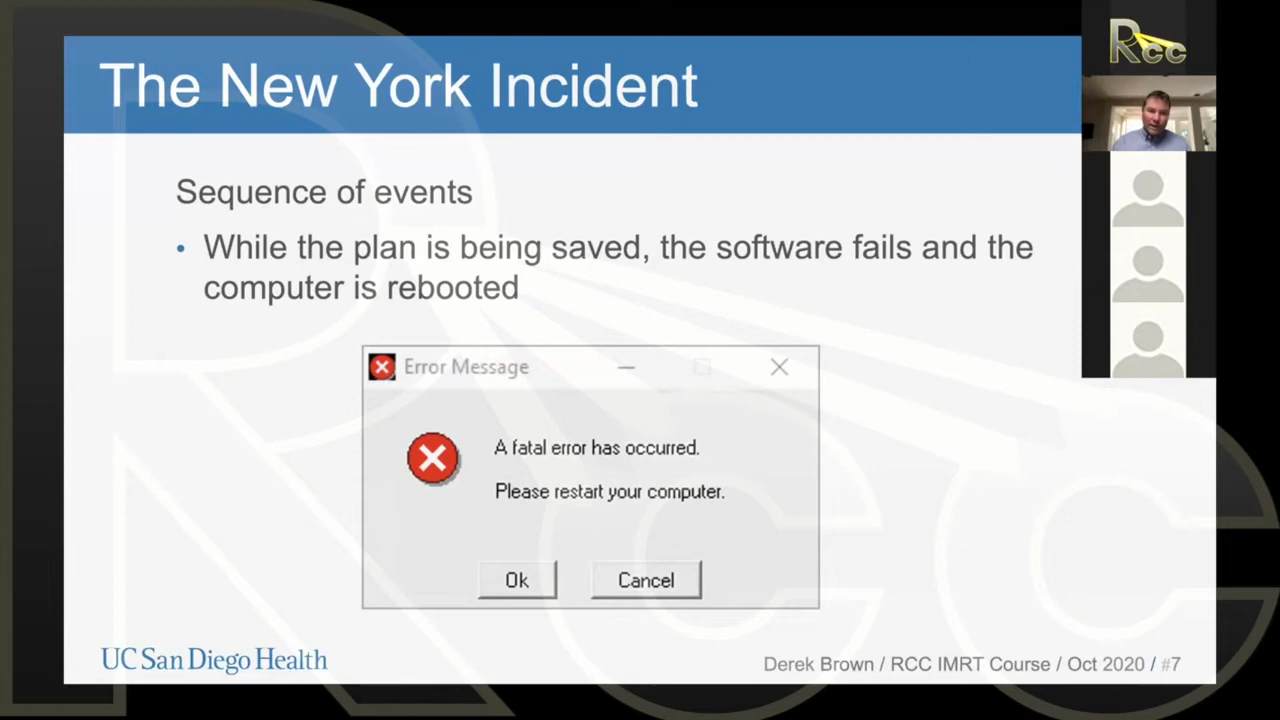 The New York Incident
RCC
Sequence of events
• While the plan is being saved, the software fails and the
computer is rebooted
Error Message
A fatal error has occurred.
Please restart your computer.
Ok
Cancel
UC San Diego Health
Derek Brown / RCC IMRT Course / Oct 2020 / #7